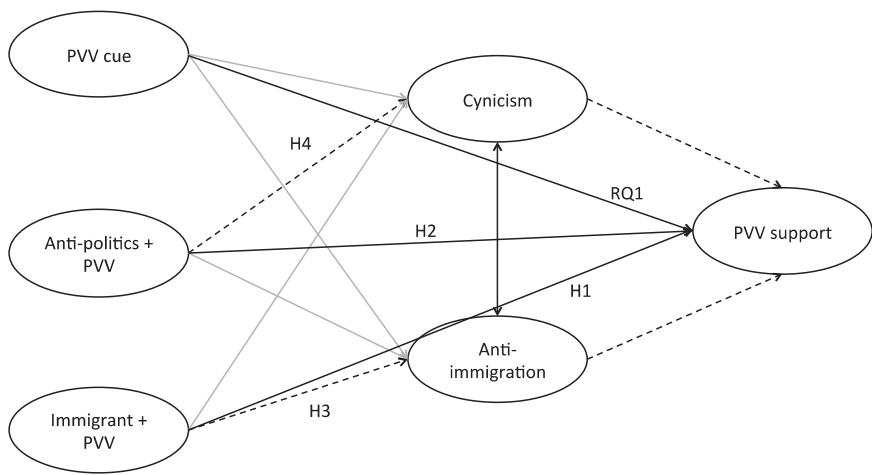 PVV cue
Cynicism
H4
RQ1
Anti-politics +
PVV
H2
PVV support
H1
Anti-
immigration
Immigrant +
PVV
H3